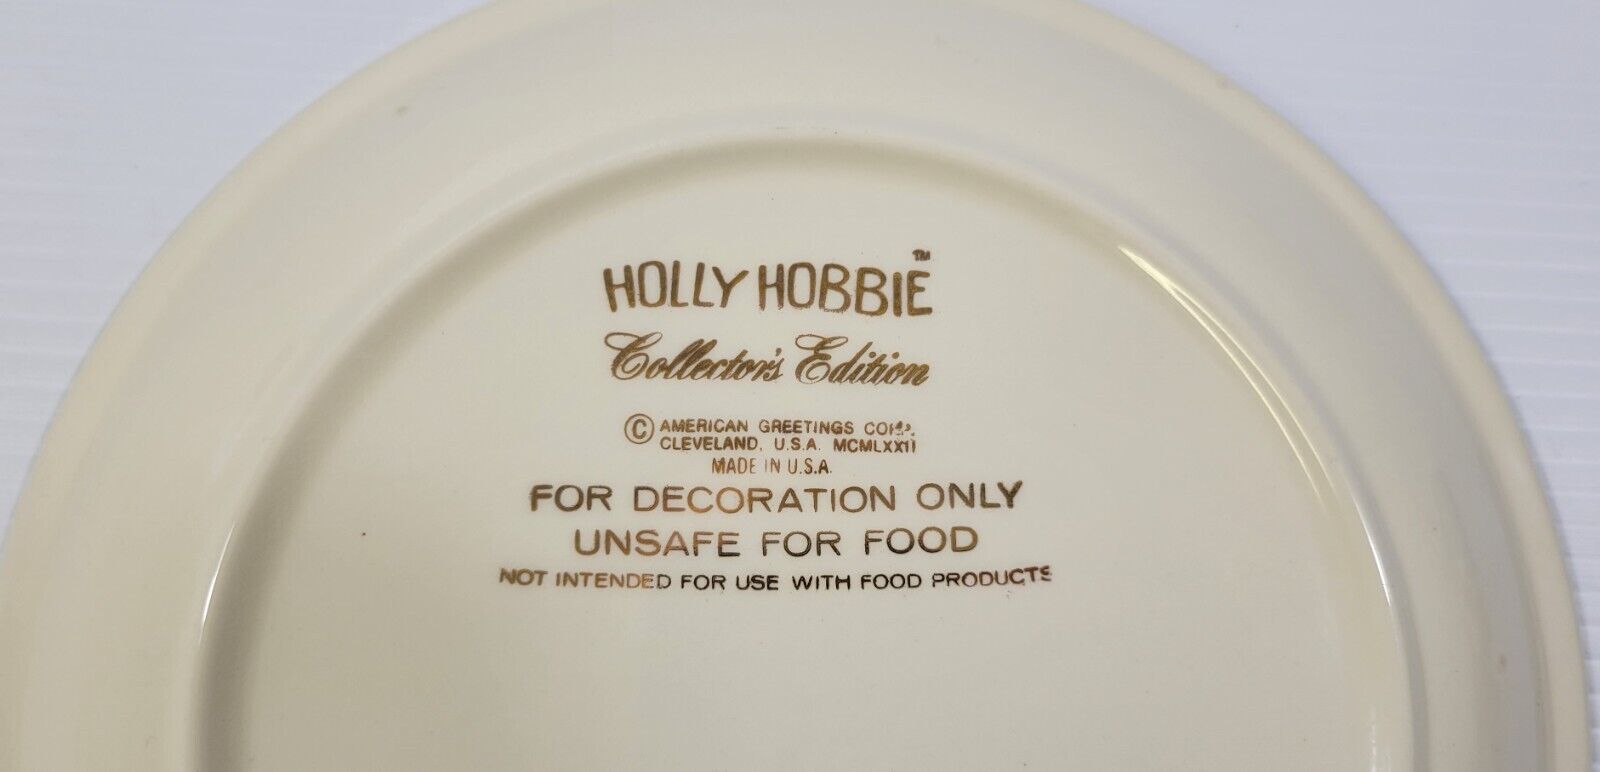 HOLLY HOBBIE™
Collector's Edition
© AMERICAN GREETINGS CORP.
CLEVELAND, U.S.A. MCMLXXII
MADE IN U.S.A.
FOR DECORATION ONLY
UNSAFE FOR FOOD
NOT INTENDED FOR USE WITH FOOD PRODUCTS